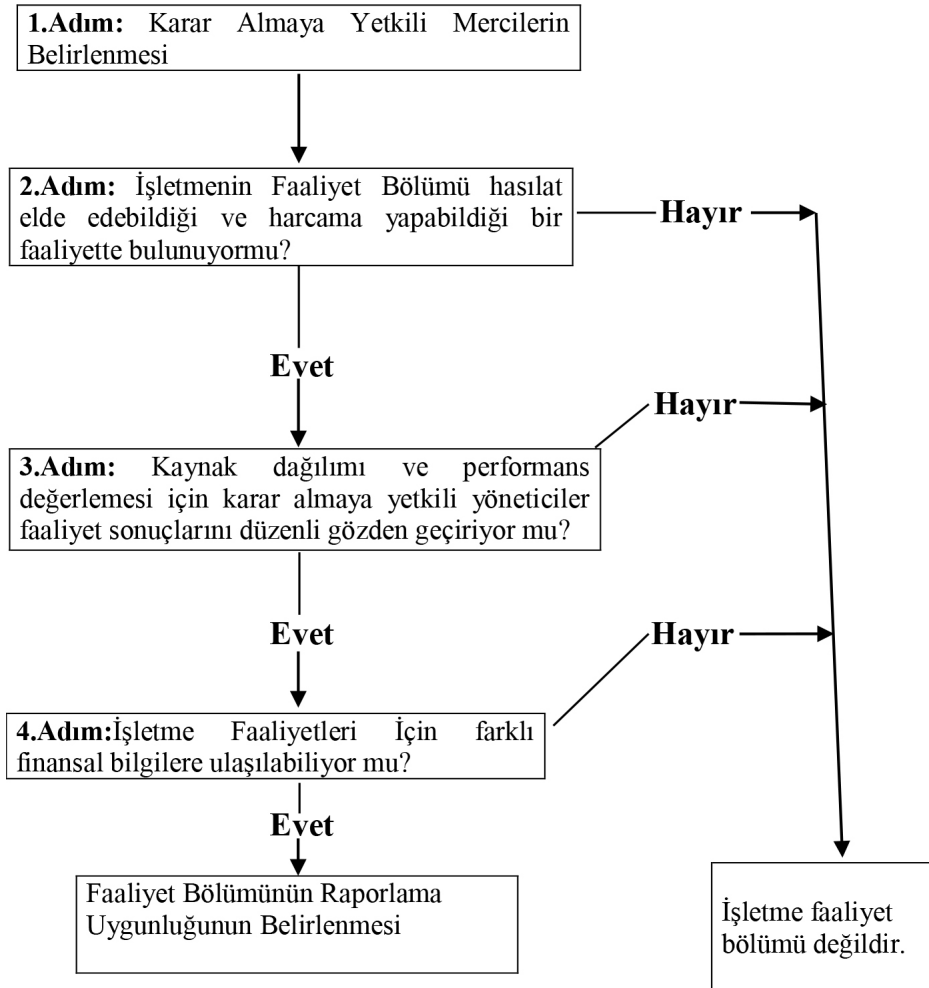 1.Adım: Karar Almaya Yetkili Mercilerin
Belirlenmesi
2.Adım: İşletmenin Faaliyet Bölümü hasılat
elde edebildiği ve harcama yapabildiği bir
faaliyette bulunuyormu?
Hayır
Evet
Hayır
3.Adım: Kaynak dağılımı ve performans
değerlemesi için karar almaya yetkili yöneticiler
faaliyet sonuçlarını düzenli gözden geçiriyor mu?
Evet
Hayır
4.Adım:İşletme Faaliyetleri İçin farklı
finansal bilgilere ulaşılabiliyor mu?
Evet
Faaliyet Bölümünün Raporlama
Uygunluğunun Belirlenmesi
İşletme faaliyet
bölümü değildir.